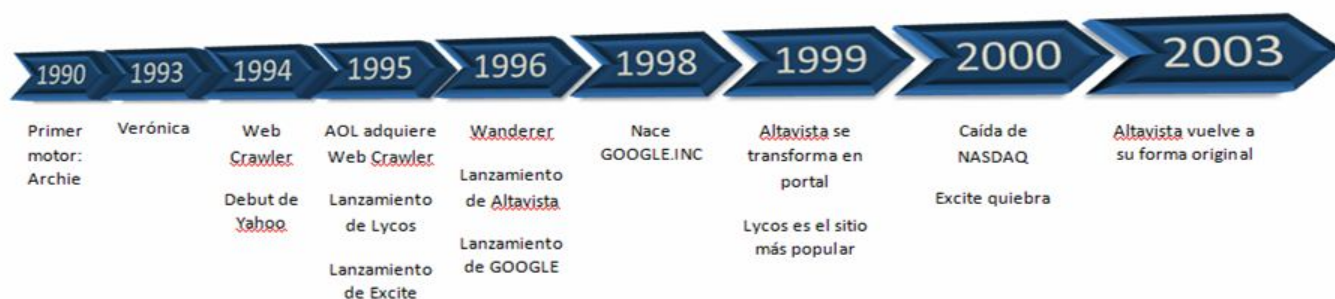 1990
1993
1994
1995
1996
1998
1999
2000
2003
Primer
motor:
Archie
Verónica
Web
Crawler
Debut de
Yahoo
AOL adquiere
Web Crawler
Lanzamiento
de Lycos
Lanzamiento
de Excite
Wanderer
Lanzamiento
de Altavista
Lanzamiento
de GOOGLE
Nace
GOOGLE.INC
Altavista se
transforma en
portal
Lycos es el sitio
más popular
Caída de
NASDAQ
Excite quiebra
Altavista vuelve a
su forma original